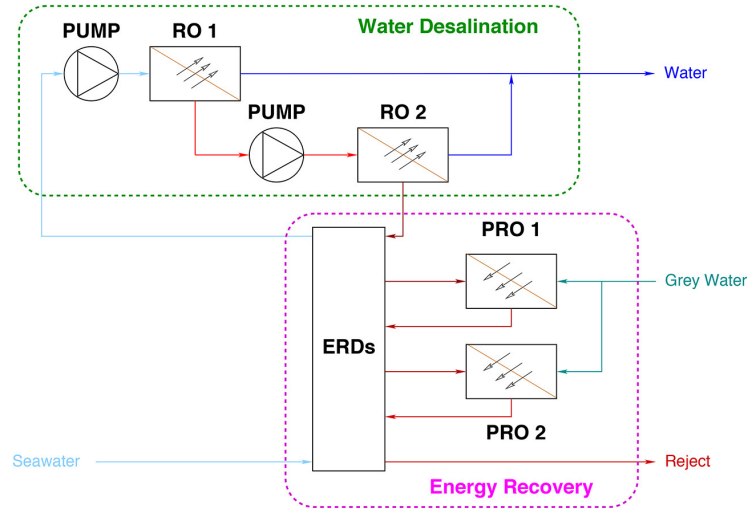 Water Desalination
PUMP
RO 1
Water
PUMP
RO 2
PRO 1
Grey Water
ERDs
PRO 2
Seawater
Reject
Energy Recovery